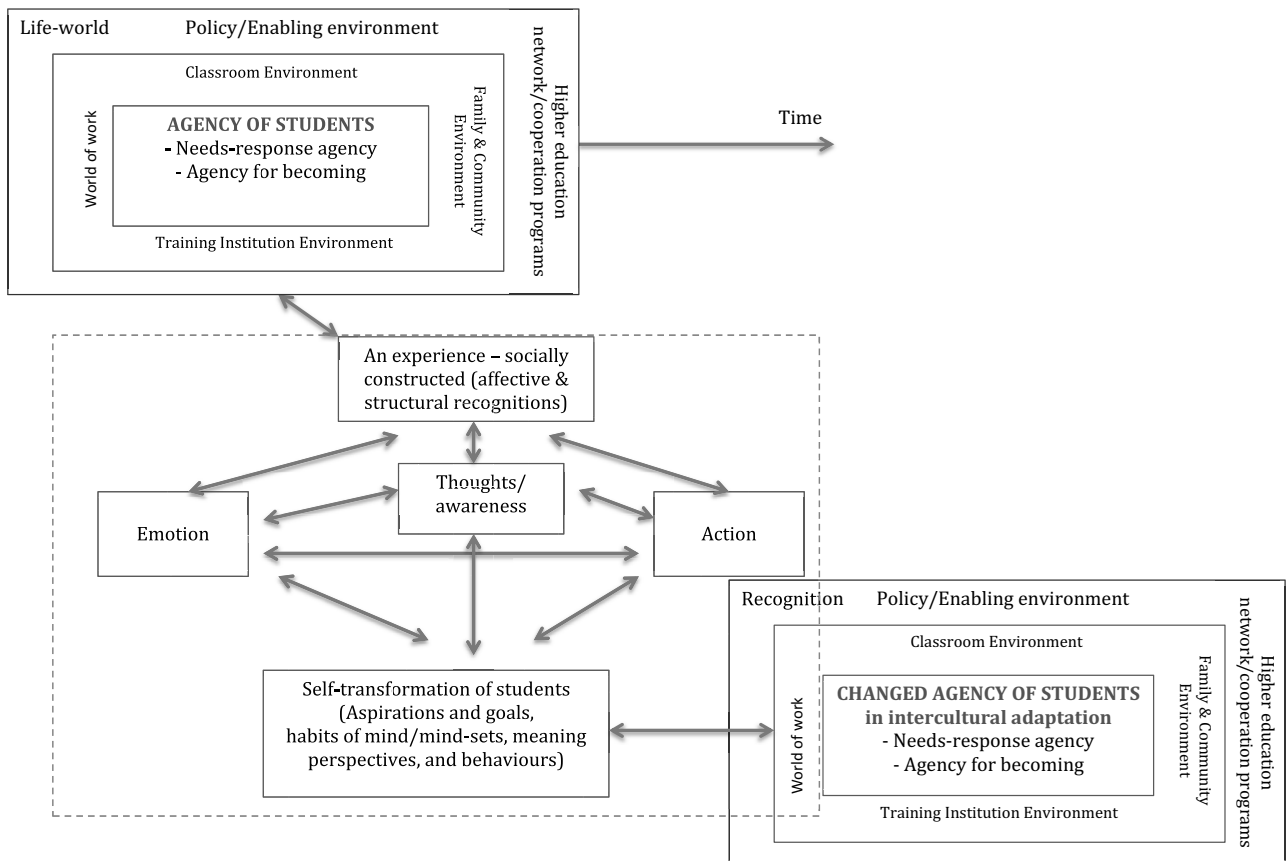 Life-world
Policy/Enabling environment
Classroom Environment
World of work
AGENCY OF STUDENTS
- Needs-response agency
- Agency for becoming
Family & Community
Environment
Higher education
network/cooperation programs
Training Institution Environment
Time
An experience – socially
constructed (affective &
structural recognitions)
Thoughts/
awareness
Emotion
Action
Self-transformation of students
(Aspirations and goals,
habits of mind/mind-sets, meaning
perspectives, and behaviours)
Recognition
Policy/Enabling environment
Classroom Environment
World of work
CHANGED AGENCY OF STUDENTS
in intercultural adaptation
- Needs-response agency
- Agency for becoming
Family & Community
Environment
Higher education
network/cooperation programs
Training Institution Environment